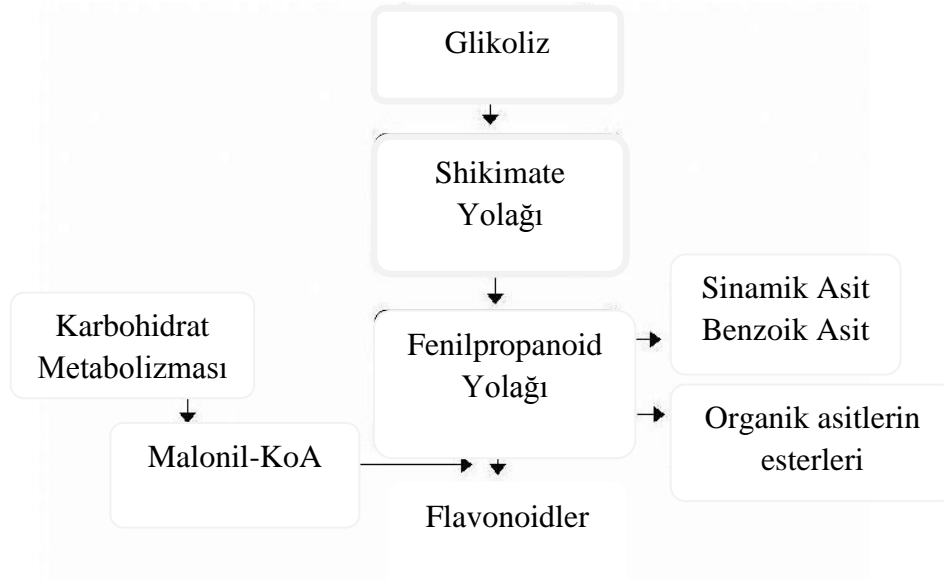 Glikoliz
Shikimate
Yolağı
Sinamik Asit
Benzoik Asit
Karbohidrat
Metabolizması
Fenilpropanoid
Yolağı
Organik asitlerin
esterleri
Malonil-KoA
Flavonoidler